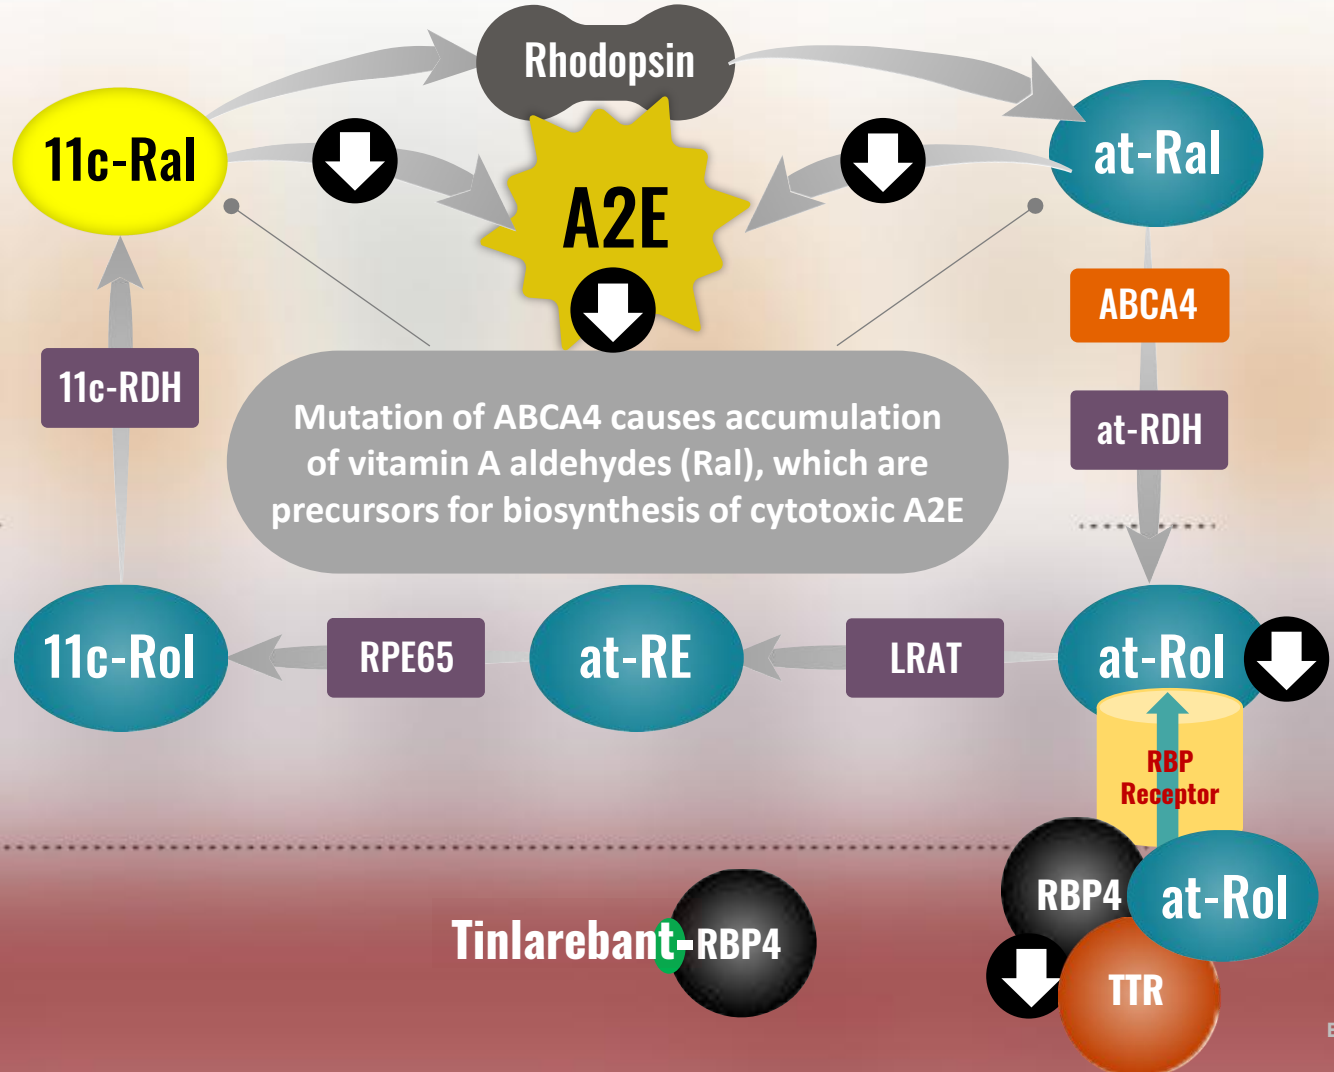 Rhodopsin
11c-Ral
at-Ral
A2E
ABCA4
11c-RDH
at-RDH
Mutation of ABCA4 causes accumulation
of vitamin A aldehydes (Ral), which are
precursors for biosynthesis of cytotoxic A2E
11c-Rol
RPE65
at-RE
LRAT
at-Rol
RBP
Receptor
RBP4
at-Rol
Tinlarebant-RBP4
TTR